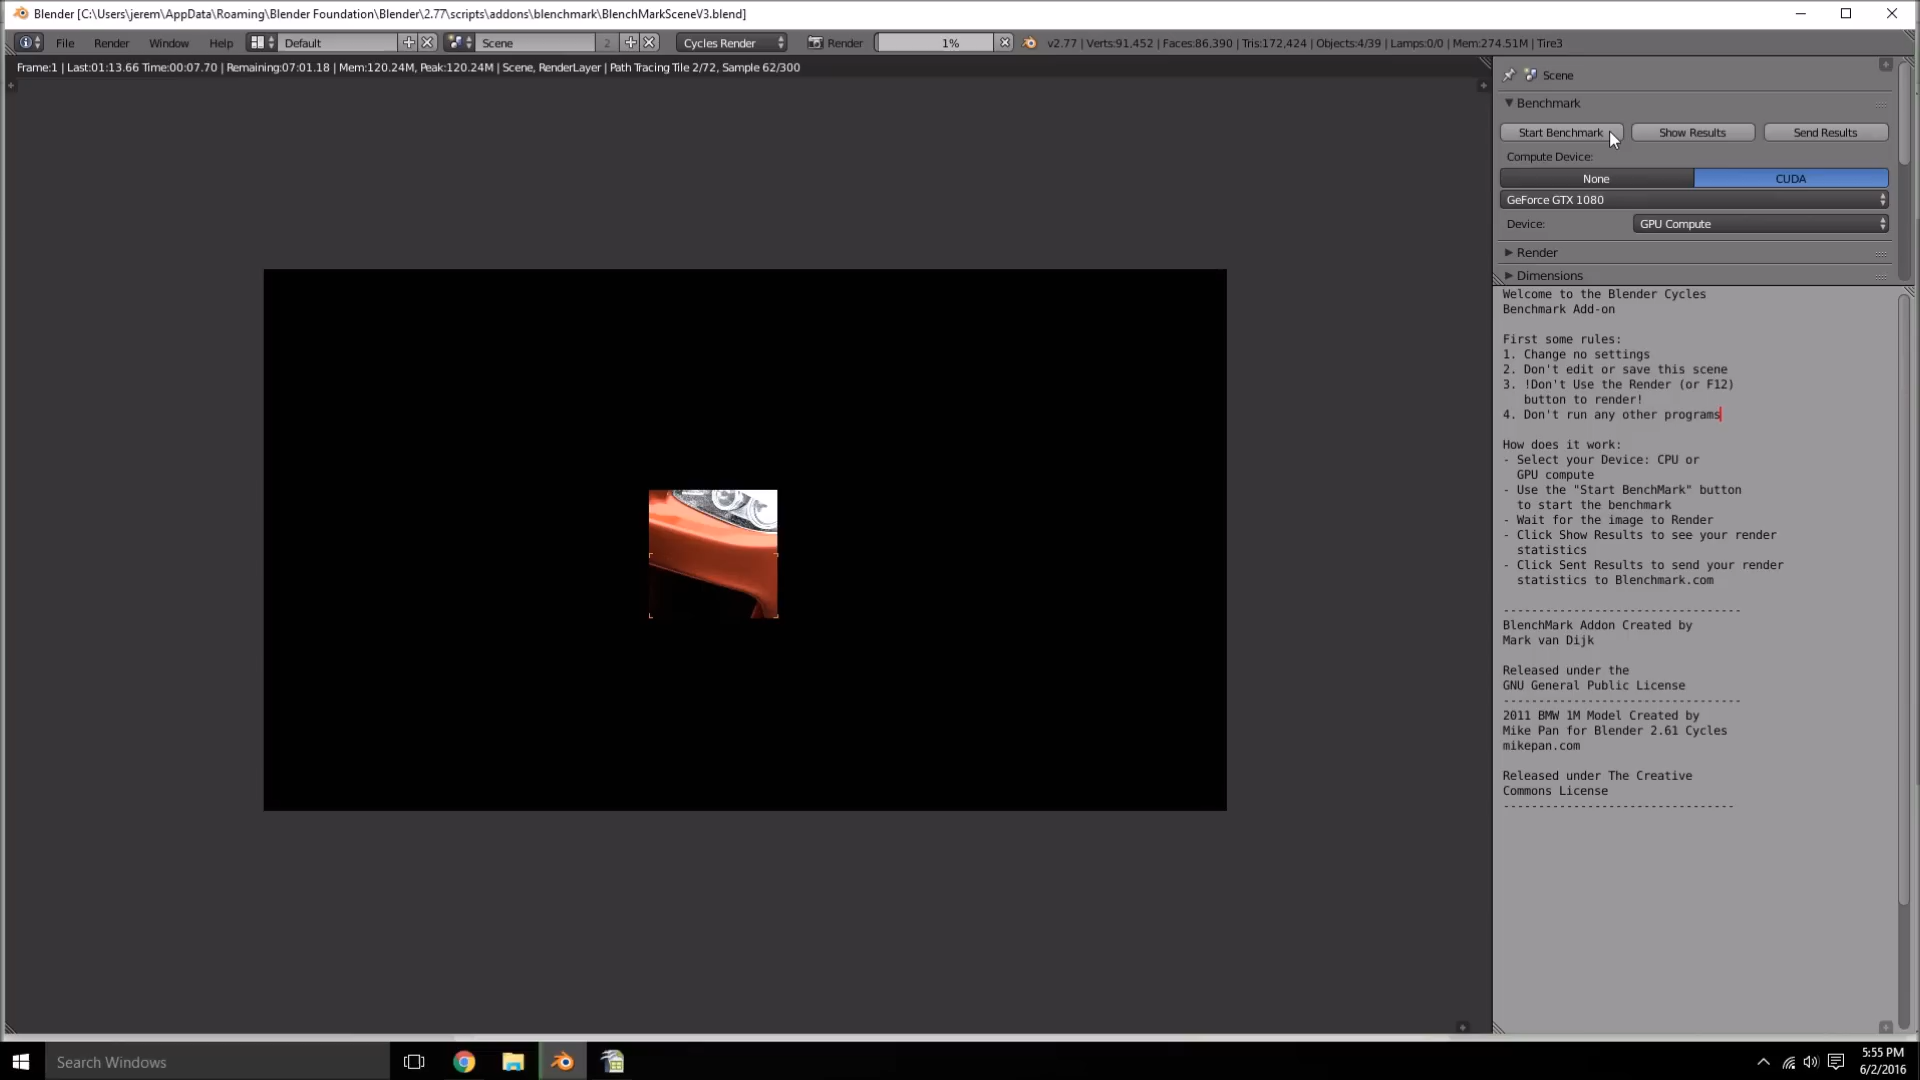 Blender [C:\Users\jerem\AppData\Roaming\Blender Foundation\Blender\2.77\scripts\addons\blenchmark\BlenchMarkSceneV3.blend]
File Render Window Help Default Scene 2 Cycles Render Render 1% v2.77 | Verts:91,452 | Faces:86,390 | Tris:172,424 | Objects:4/39 | Lamps:0/0 | Mem:274.51M | Tire3
Frame:1 | Last:01:13.66 Time:00:07.70 | Remaining:07:01.18 | Mem:120.24M, Peak:120.24M | Scene, RenderLayer | Path Tracing Tile 2/72, Sample 62/300
Scene
Benchmark
Start Benchmark Show Results Send Results
Compute Device:
None CUDA
GeForce GTX 1080
Device: GPU Compute
Render
Dimensions
Welcome to the Blender Cycles
Benchmark Add-on
First some rules:
1. Change no settings
2. Don't edit or save this scene
3. !Don't Use the Render (or F12)
button to render!
4. Don't run any other programs
How does it work:
- Select your Device: CPU or
GPU compute
- Use the "Start BenchMark" button
to start the benchmark
- Wait for the image to Render
- Click Show Results to see your render
statistics
- Click Sent Results to send your render
statistics to Blenchmark.com
----------------------------------
BlenchMark Addon Created by
Mark van Dijk
Released under the
GNU General Public License
----------------------------------
2011 BMW 1M Model Created by
Mike Pan for Blender 2.61 Cycles
mikepan.com
Released under The Creative
Commons License
---------------------------------
Search Windows
5:55 PM
6/2/2016